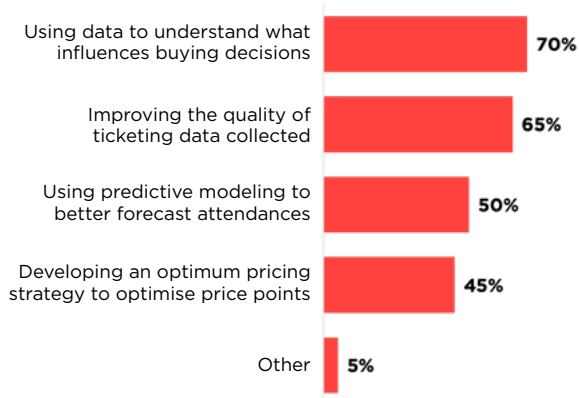 Using data to understand what
influences buying decisions
70%
Improving the quality of
ticketing data collected
65%
Using predictive modeling to
better forecast attendances
50%
Developing an optimum pricing
strategy to optimise price points
45%
Other
5%